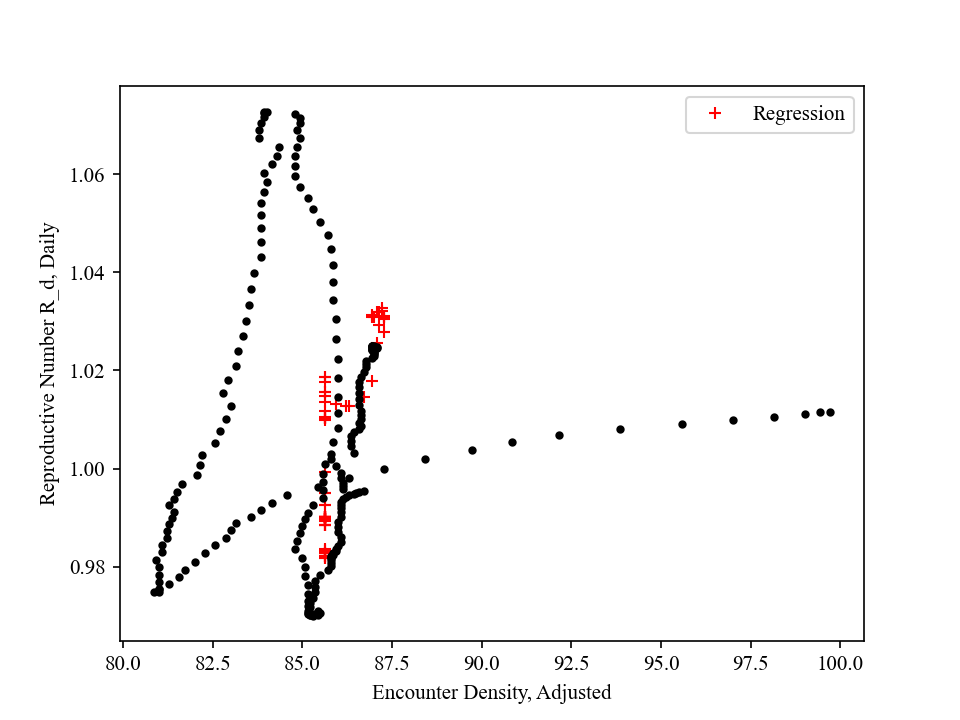 Regression
1.06
1.04
1.02
1.00
0.98
Reproductive Number R_d, Daily
80.0 82.5 85.0 87.5 90.0 92.5 95.0 97.5 100.0
Encounter Density, Adjusted